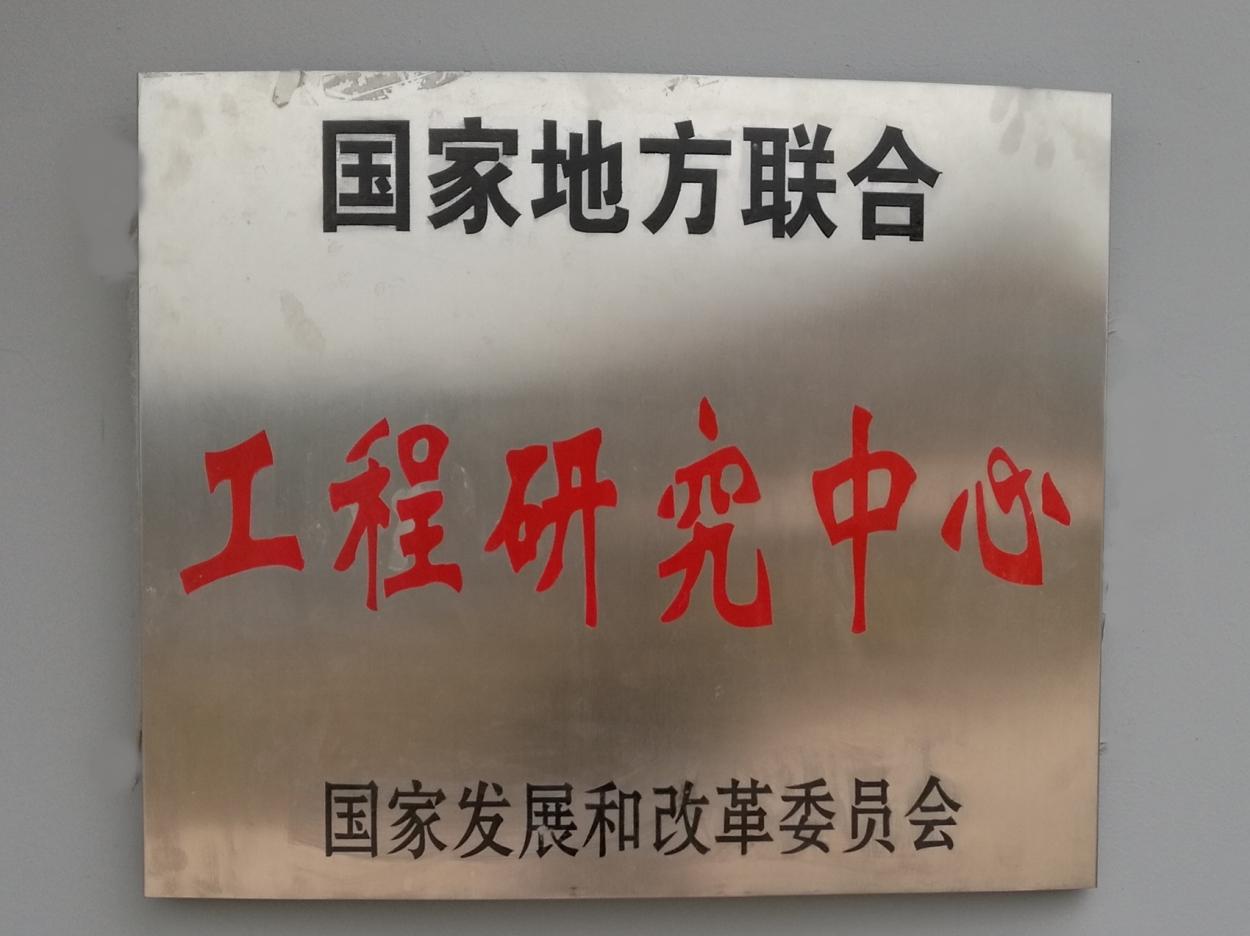 国家地方联合
工程研究中心
国家发展和改革委员会